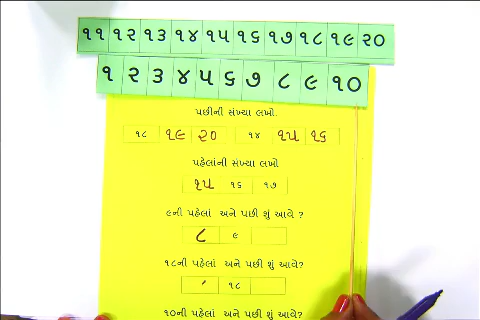 ૧૧ ૧૨ ૧૩ ૧૪ ૧૫ ૧૬ ૧૭ ૧૮ ૧૯ ૨૦
૧ ૨ ૩ ૪ ૫ ૬ ૭ ૮ ૯ ૧૦
પછીની સંખ્યા લખો.
૧૮ ૧૯ ૨૦ ૧૪ ૧૫ ૧૬
પહેલાંની સંખ્યા લખો
૧૫ ૧૬ ૧૭
૯ની પહેલાં અને પછી શું આવે ?
૮ ૯
૧૮ની પહેલાં અને પછી શું આવે?
૧૮
૧૦ની પહેલાં અને પછી શું આવે?